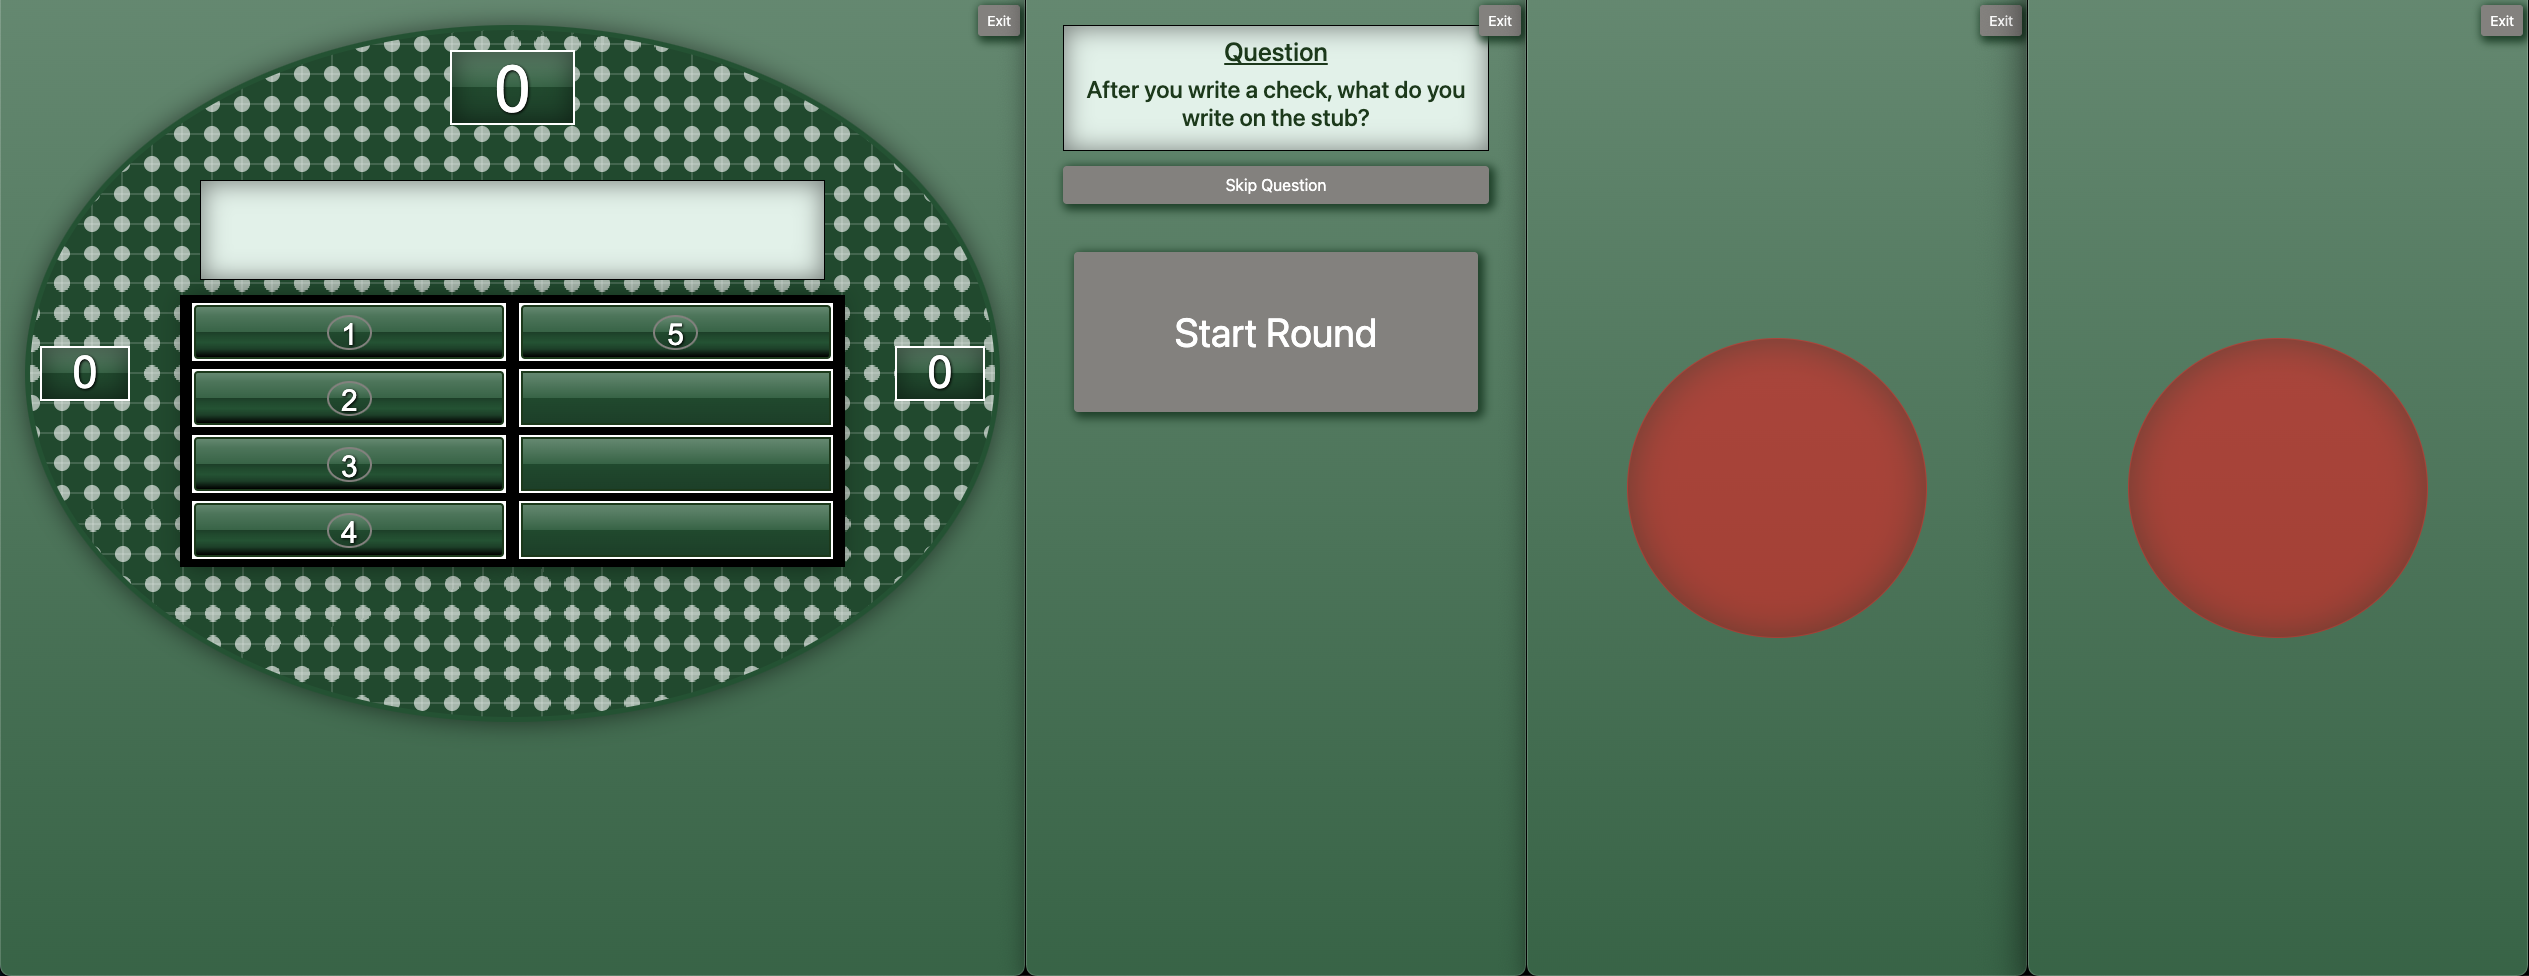 Exit
0
0
0
1
5
2
3
4
Exit
Question
After you write a check, what do you
write on the stub?
Skip Question
Start Round
Exit
Exit